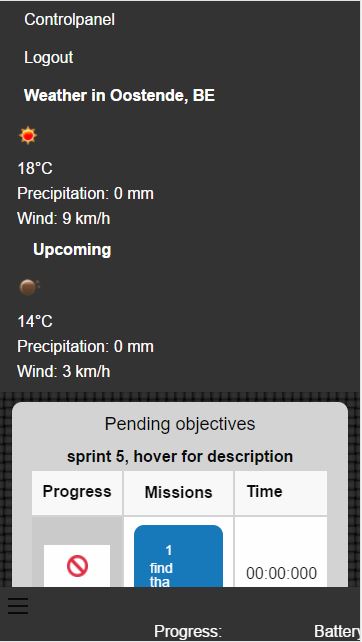 Controlpanel
Logout
Weather in Oostende, BE
18°C
Precipitation: 0 mm
Wind: 9 km/h
Upcoming
14°C
Precipitation: 0 mm
Wind: 3 km/h
Pending objectives
sprint 5, hover for description
Progress Missions Time
1
find
tha
00:00:000
Progress: Battery